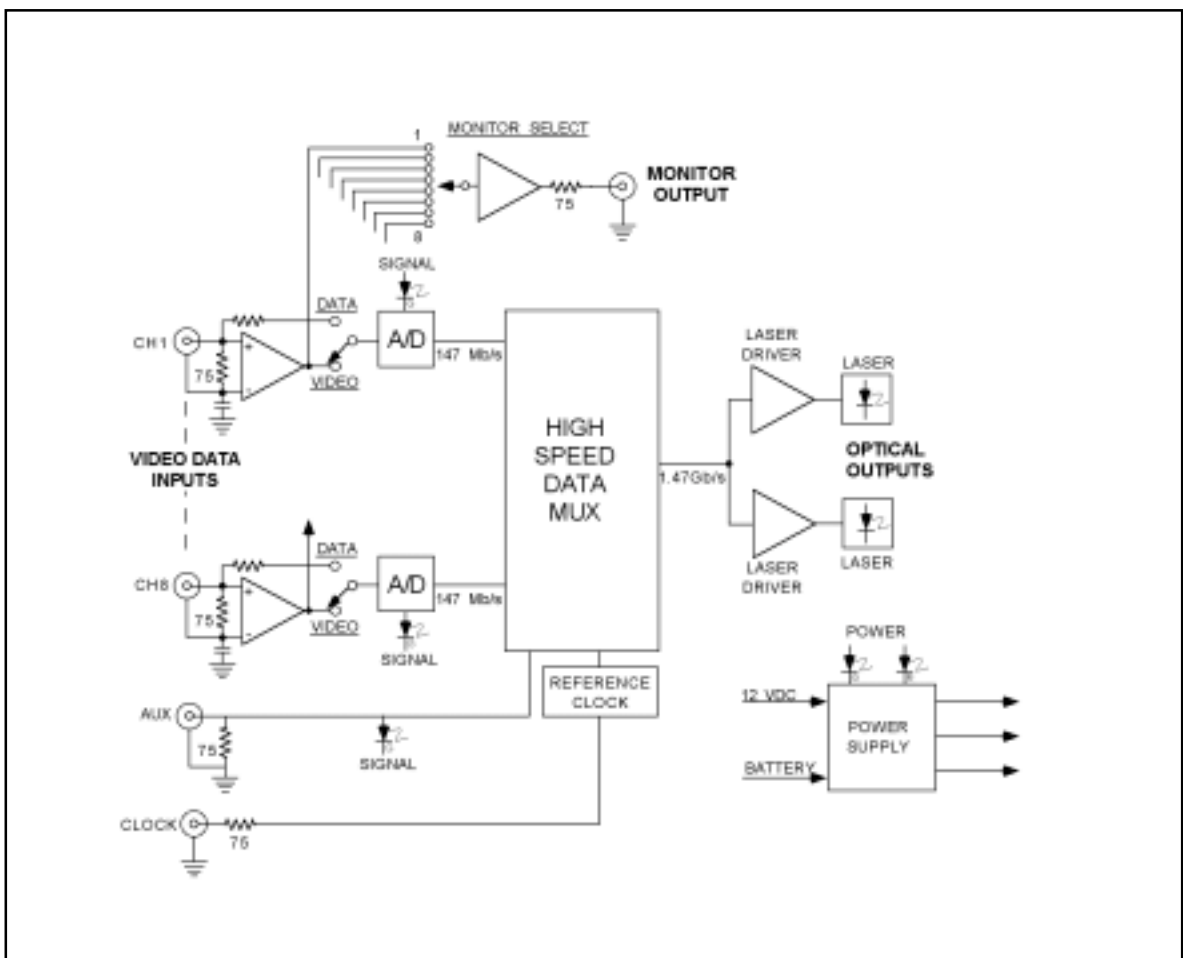 1
MONITOR SELECT
MONITOR
OUTPUT
75
8
SIGNAL
DATA
CH1
75
VIDEO
A/D
147 Mb/s
VIDEO DATA
INPUTS
HIGH
SPEED
DATA
MUX
1.47Gb/s
LASER
DRIVER
LASER
OPTICAL
OUTPUTS
LASER
DRIVER
LASER
DATA
CH8
75
VIDEO
A/D
147 Mb/s
SIGNAL
REFERENCE
CLOCK
AUX
75
SIGNAL
CLOCK
75
POWER
12 VDC
BATTERY
POWER
SUPPLY